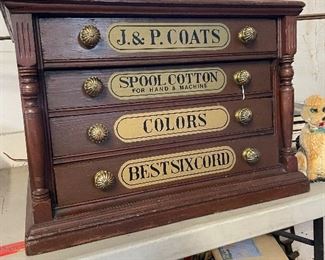 J.& P. COATS
SPOOL COTTON
FOR HAND & MACHINE
COLORS
BEST SIX CORD